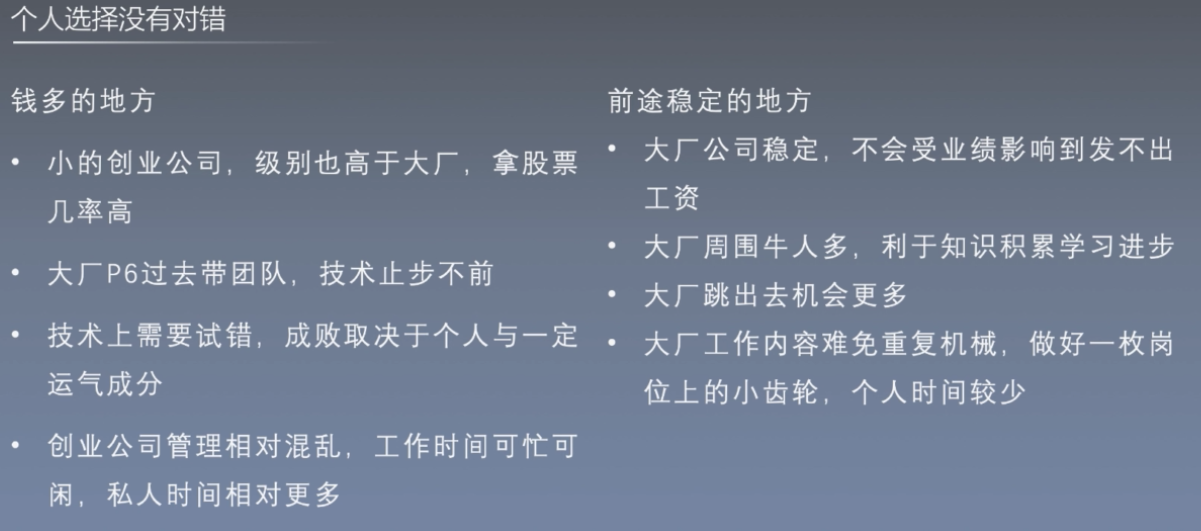 个人选择没有对错
钱多的地方
• 小的创业公司，级别也高于大厂，拿股票
几率高
• 大厂P6过去带团队，技术止步不前
• 技术上需要试错，成败取决于个人与一定
运气成分
• 创业公司管理相对混乱，工作时间可忙可
闲，私人时间相对更多
前途稳定的地方
• 大厂公司稳定，不会受业绩影响到发不出
工资
• 大厂周围牛人多，利于知识积累学习进步
• 大厂跳出去机会更多
• 大厂工作内容难免重复机械，做好一枚岗
位上的小齿轮，个人时间较少